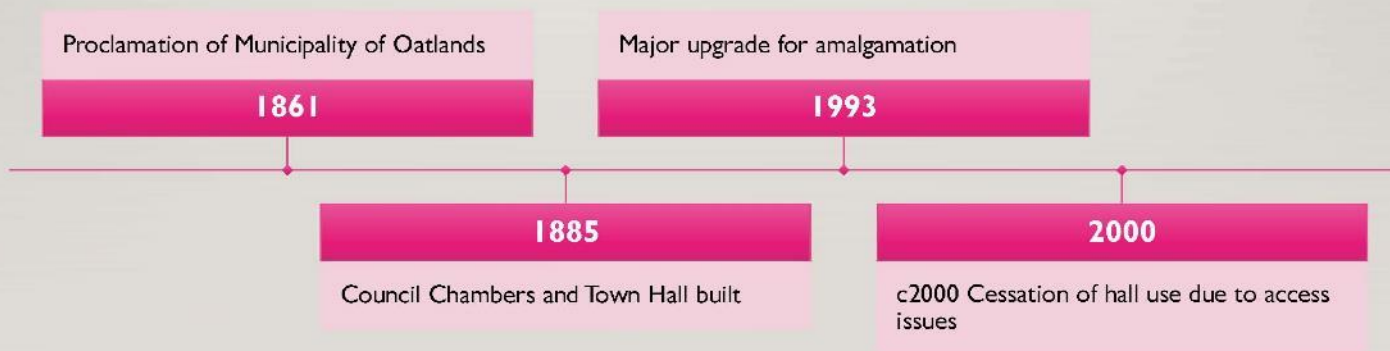 Proclamation of Municipality of Oatlands
1861
1885
Council Chambers and Town Hall built
Major upgrade for amalgamation
1993
2000
c2000 Cessation of hall use due to access
issues